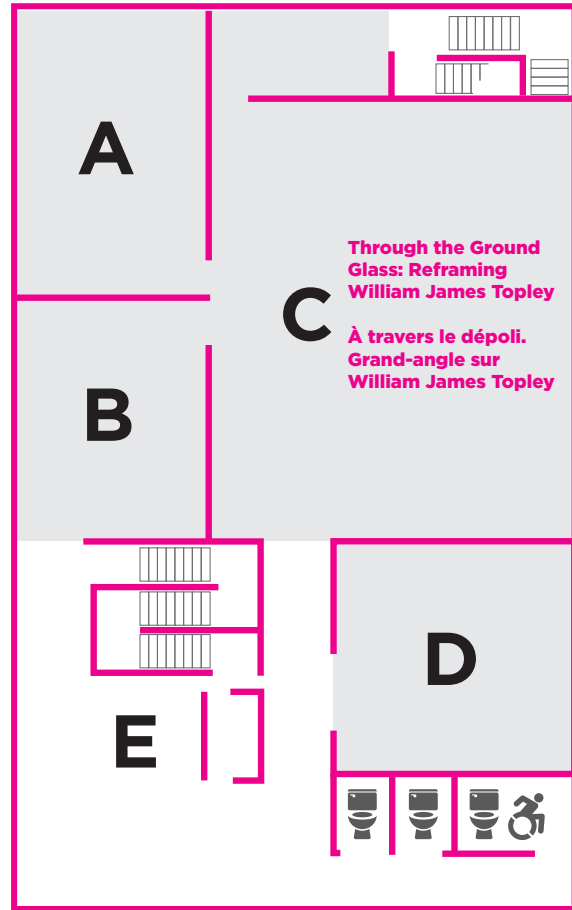 A
Through the Ground
Glass: Reframing
William James Topley
C
À travers le dépoli.
Grand-angle sur
William James Topley
B
D
E